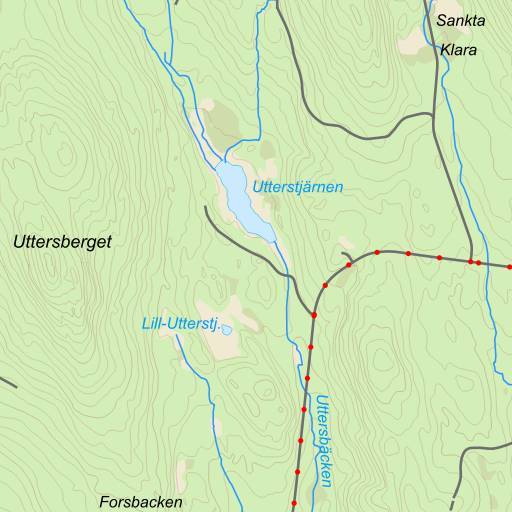 Sankta
Klara
Utterstjärnen
Uttersberget
Lill-Utterstj.
Uttersbäcken
Forsbacken